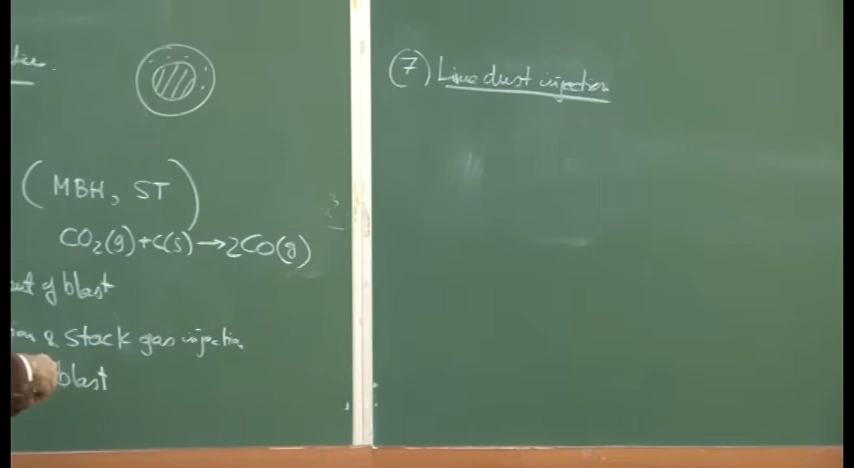 (MBH, ST)
CO₂(g)+C(s)→2CO(g)
of blast
& stack gas injection
blast
(7) Lime dust injection